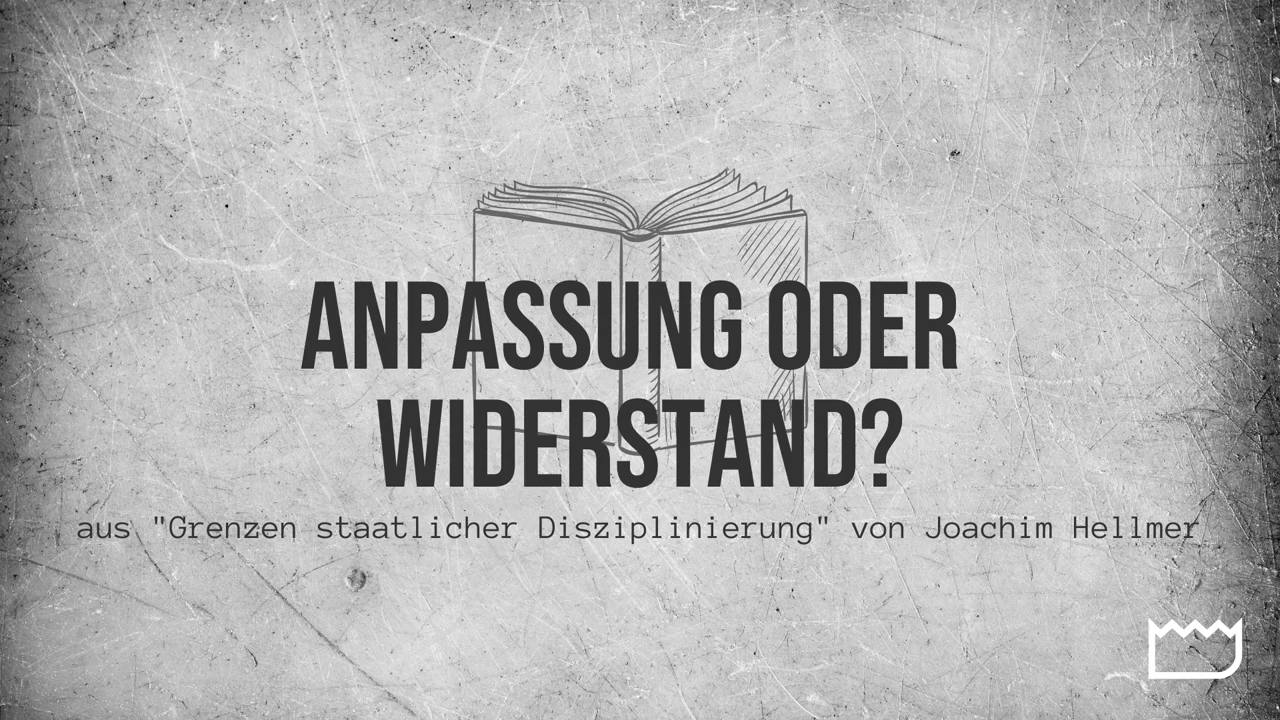 ANPASSUNG ODER
WIDERSTAND?
aus "Grenzen staatlicher Disziplinierung" von Joachim Hellmer